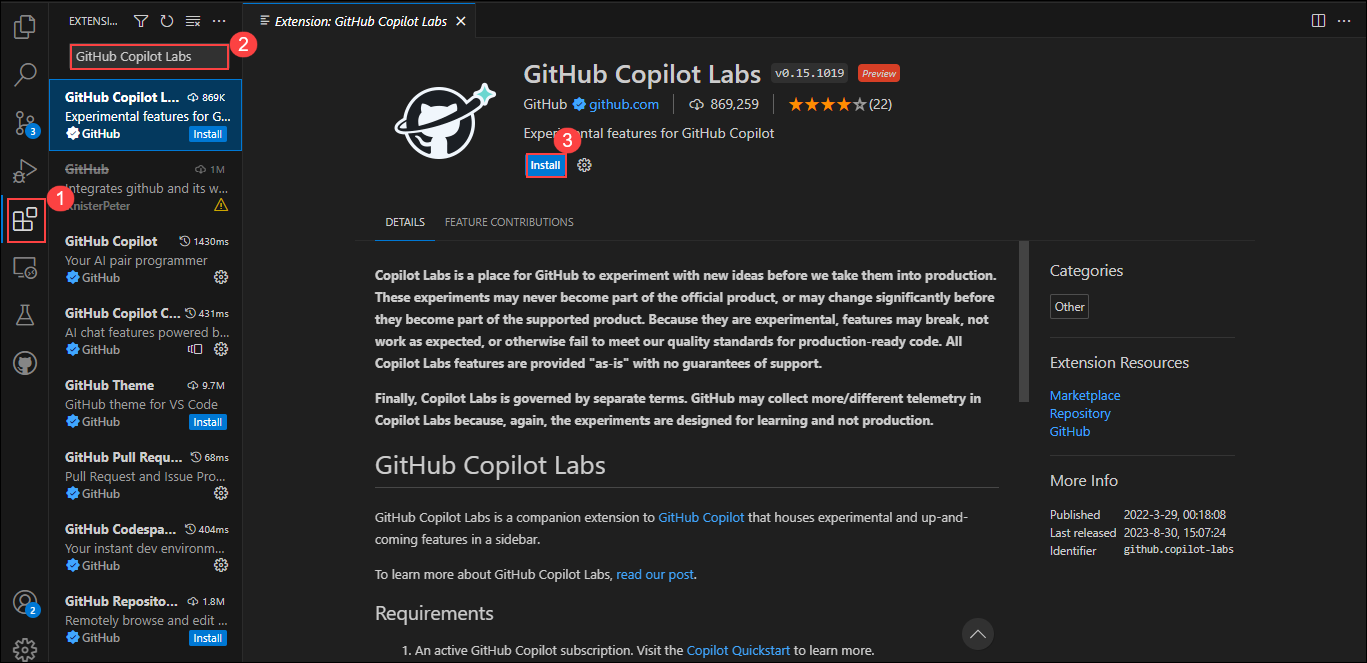 EXTENSI...
GitHub Copilot Labs
2
GitHub Copilot L... 869K
Experimental features for G...
GitHub Install
GitHub 1M
Integrates github and its w...
KnisterPeter
1
GitHub Copilot 1430ms
Your AI pair programmer
GitHub
GitHub Copilot C... 431ms
AI chat features powered b...
GitHub
GitHub Theme 9.7M
GitHub theme for VS Code
GitHub Install
GitHub Pull Requ... 68ms
Pull Request and Issue Pro...
GitHub
GitHub Codespa... 404ms
Your instant dev environm...
GitHub
GitHub Reposito... 1.8M
Remotely browse and edit ...
GitHub Install
3
2
Extension: GitHub Copilot Labs
GitHub Copilot Labs v0.15.1019 Preview
GitHub github.com 869,259 (22)
Experimental features for GitHub Copilot
3
Install
DETAILS FEATURE CONTRIBUTIONS
Copilot Labs is a place for GitHub to experiment with new ideas before we take them into production.
These experiments may never become part of the official product, or may change significantly before
they become part of the supported product. Because they are experimental, features may break, not
work as expected, or otherwise fail to meet our quality standards for production-ready code. All
Copilot Labs features are provided "as-is" with no guarantees of support.
Finally, Copilot Labs is governed by separate terms. GitHub may collect more/different telemetry in
Copilot Labs because, again, the experiments are designed for learning and not production.
GitHub Copilot Labs
GitHub Copilot Labs is a companion extension to GitHub Copilot that houses experimental and up-and-
coming features in a sidebar.
To learn more about GitHub Copilot Labs, read our post.
Requirements
1. An active GitHub Copilot subscription. Visit the Copilot Quickstart to learn more.
Categories
Other
Extension Resources
Marketplace
Repository
GitHub
More Info
Published 2022-3-29, 00:18:08
Last released 2023-8-30, 15:07:24
Identifier github.copilot-labs